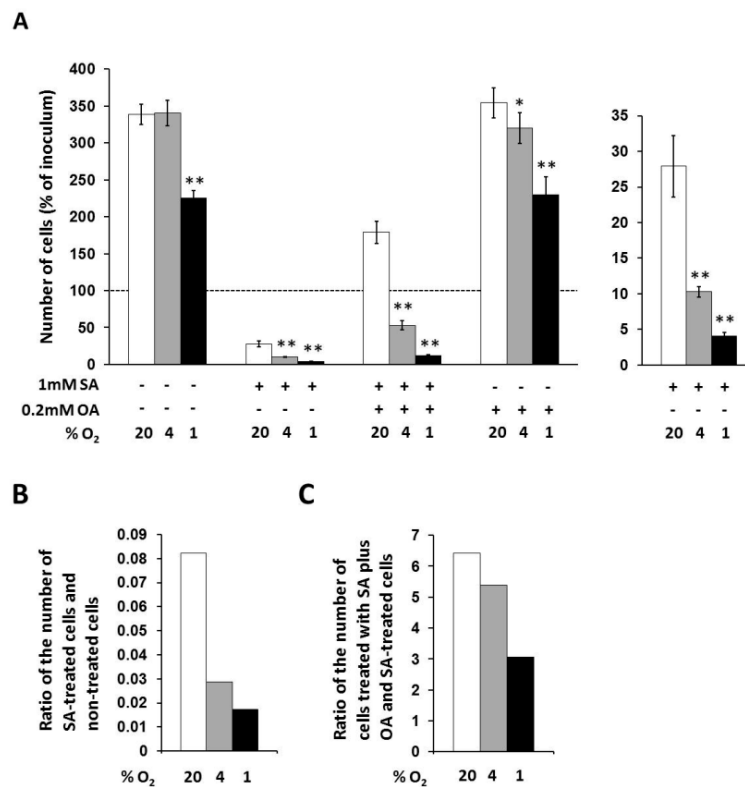 A
Number of cells (% of inoculum)
400
350
300
250
200
150
100
50
0
**
** **
**
**
*
**
1mM SA - - - + + + + + + - - -
0.2mM OA - - - - - - + + + + + +
% O2 20 4 1 20 4 1 20 4 1 20 4 1
35
30
25
20
15
10
5
0
**
**
+ + +
- - -
20 4 1
B
Ratio of the number of
SA-treated cells and
non-treated cells
0.09
0.08
0.07
0.06
0.05
0.04
0.03
0.02
0.01
0
% O2 20 4 1
C
Ratio of the number of
cells treated with SA plus
OA and SA-treated cells
7
6
5
4
3
2
1
0
% O2 20 4 1